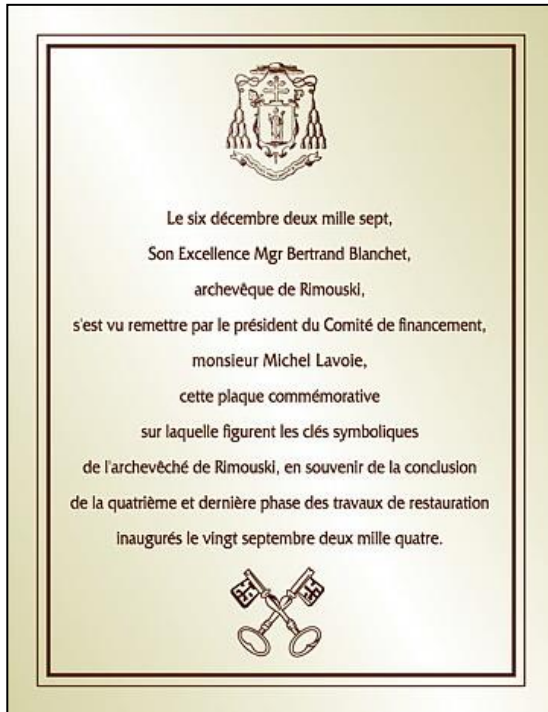 Le six décembre deux mille sept,
Son Excellence Mgr Bertrand Blanchet,
archevêque de Rimouski,
s'est vu remettre par le président du Comité de financement,
monsieur Michel Lavoie,
cette plaque commémorative
sur laquelle figurent les clés symboliques
de l'archevêché de Rimouski, en souvenir de la conclusion
de la quatrième et dernière phase des travaux de restauration
inaugurés le vingt septembre deux mille quatre.